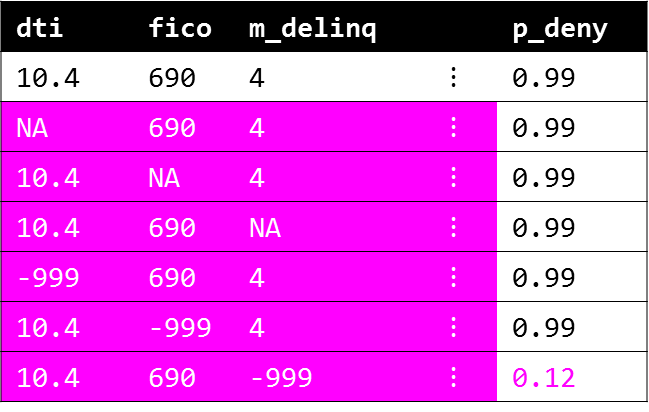 dti fico m_delinq p_deny
10.4 690 4 ⋮ 0.99
NA 690 4 ⋮ 0.99
10.4 NA 4 ⋮ 0.99
10.4 690 NA ⋮ 0.99
-999 690 4 ⋮ 0.99
10.4 -999 4 ⋮ 0.99
10.4 690 -999 ⋮ 0.12